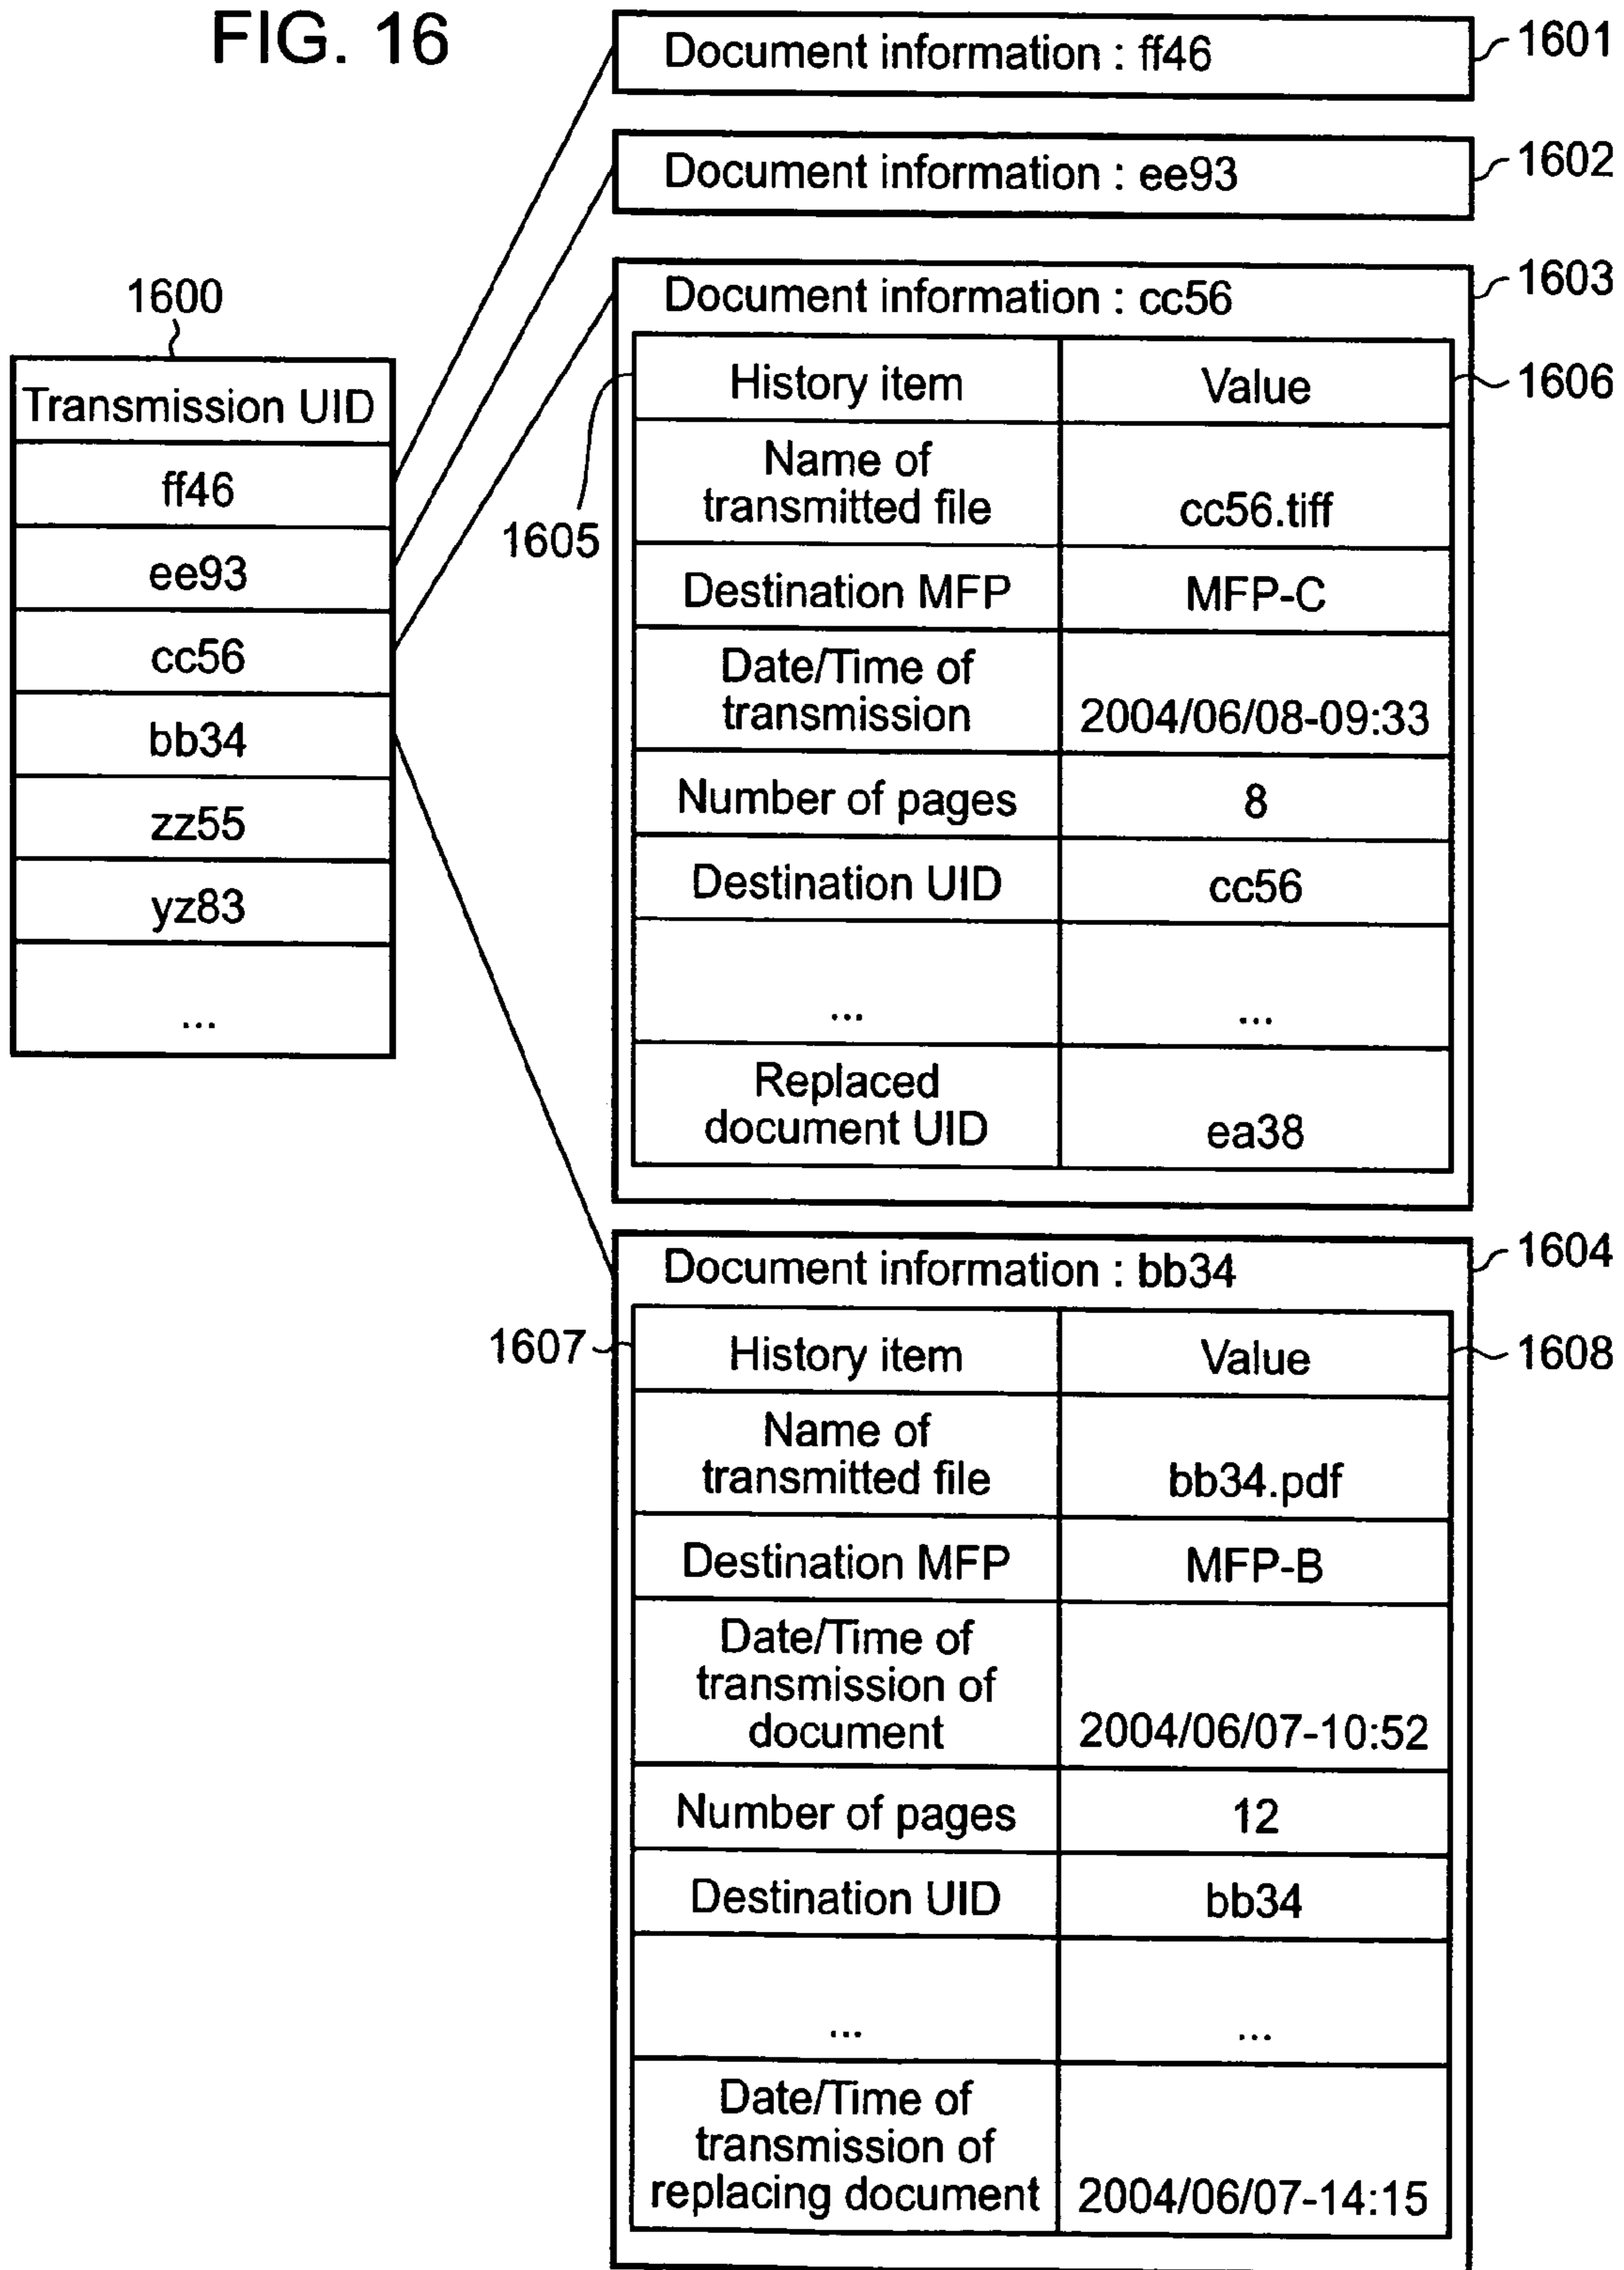 FIG. 16
Document information : ff46
1601
Document information : ee93
1602
1600
Transmission UID
ff46
ee93
cc56
bb34
zz55
yz83
...
Document information : cc56
1603
1605
1606
History item
Value
Name of
transmitted file
cc56.tiff
Destination MFP
MFP-C
Date/Time of
transmission
2004/06/08-09:33
Number of pages
8
Destination UID
cc56
...
...
Replaced
document UID
ea38
Document information : bb34
1604
1607
1608
History item
Value
Name of
transmitted file
bb34.pdf
Destination MFP
MFP-B
Date/Time of
transmission of
document
2004/06/07-10:52
Number of pages
12
Destination UID
bb34
...
...
Date/Time of
transmission of
replacing document
2004/06/07-14:15